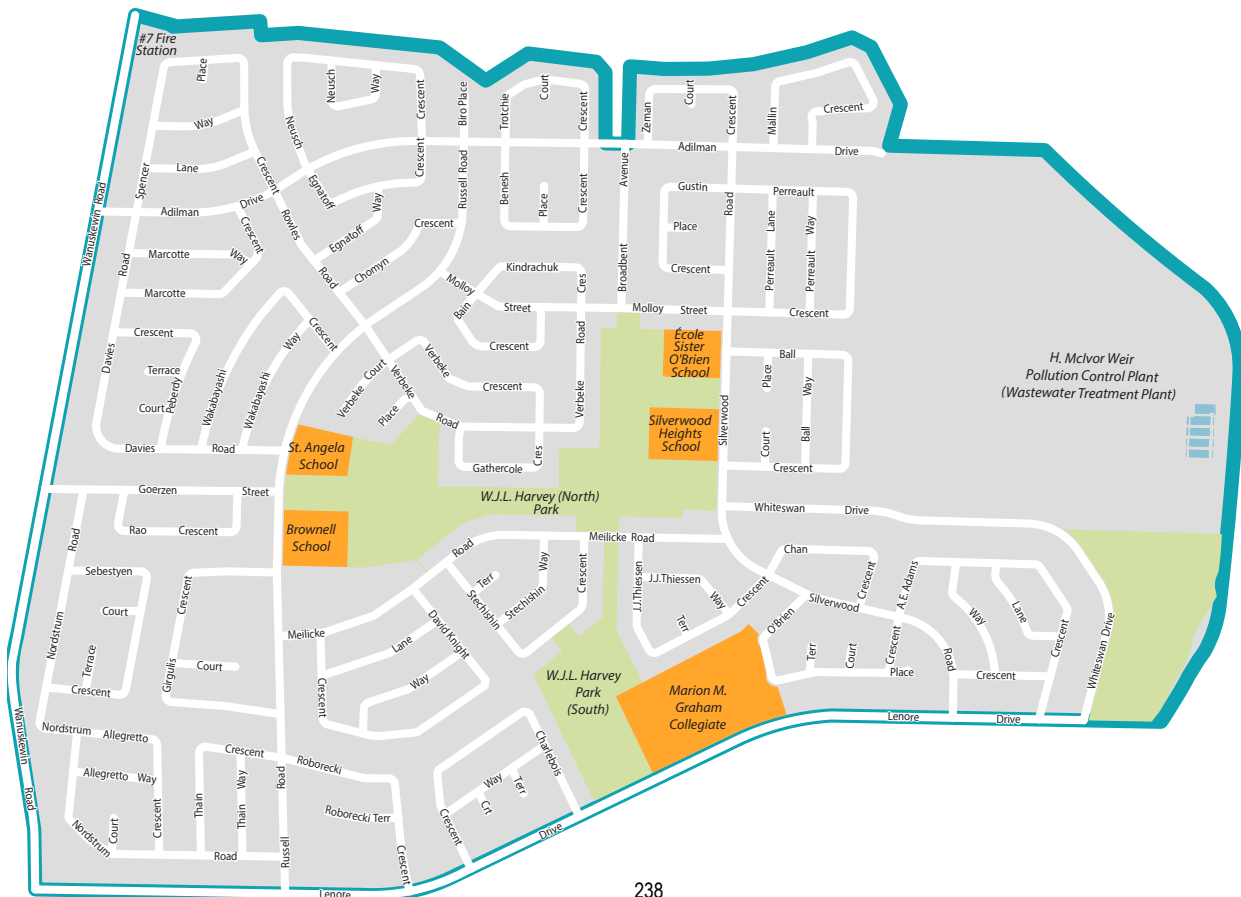 #7 Fire
Station
Place
Way
Lane
Spencer
Crescent
Wanuskewin Road
Adilman
Drive
Crescent
Rowles
Road
Marcotte
Way
Marcotte
Road
Davies
Crescent
Terrace
Court
Peberdy
Wakabayashi
Wakabayashi
Way
Crescent
Davies
Road
Neusch
Way
Neusch
Crescent
Crescent
Egnatoff
Way
Egnatoff
Chomyn
Crescent
Biro Place
Russell Road
Trotchie
Court
Crescent
Benesh
Place
Crescent
Avenue
Broadbent
Zeman
Court
Crescent
Mallin
Crescent
Adilman
Drive
Gustin
Place
Crescent
Road
Perreault
Lane
Perreault
Way
Perreault
Crescent
Kindrachuk
Cres
Molloy
Street
Bain
Crescent
Molloy
Street
Road
Verbeke
Verbeke
Crescent
Verbeke
Verbeke
Court
Place
Road
Gathercole
Cres
École
Sister
O'Brien
School
Silverwood
Heights
School
Silverwood
Ball
Place
Way
Court
Ball
Crescent
H. McIvor Weir
Pollution Control Plant
(Wastewater Treatment Plan)
St. Angela
School
Brownell
School
W.J.L. Harvey (North)
Park
Goerzen
Street
Rao
Crescent
Road
Nordstrum
Sebestyen
Court
Terrace
Crescent
Crescent
Girgulis
Court
Whiteswan
Drive
Meilicke Road
Road
Meilicke
Terr
Way
Stechishin
Stechishin
Crescent
David Knight
Lane
Way
Crescent
J.J.Thiessen
J.J.Thiessen
Way
Terr
Crescent
Chan
Crescent
Silverwood
Road
O'Brien
Terr
Court
Crescent
Place
A.E. Adams
Way
Lane
Crescent
Crescent
Whiteswan Drive
W.J.L. Harvey
Park
(South)
Marion M.
Graham
Collegiate
Lenore
Drive
Wanuskewin
Road
Nordstrum
Allegretto
Allegretto
Way
Crescent
Court
Nordstrum
Road
Thain
Thain
Way
Crescent
Road
Russell
Roborecki
Roborecki Terr
Crescent
Charlebois
Way
Terr
Crt
Crescent
Drive
Lenore
238